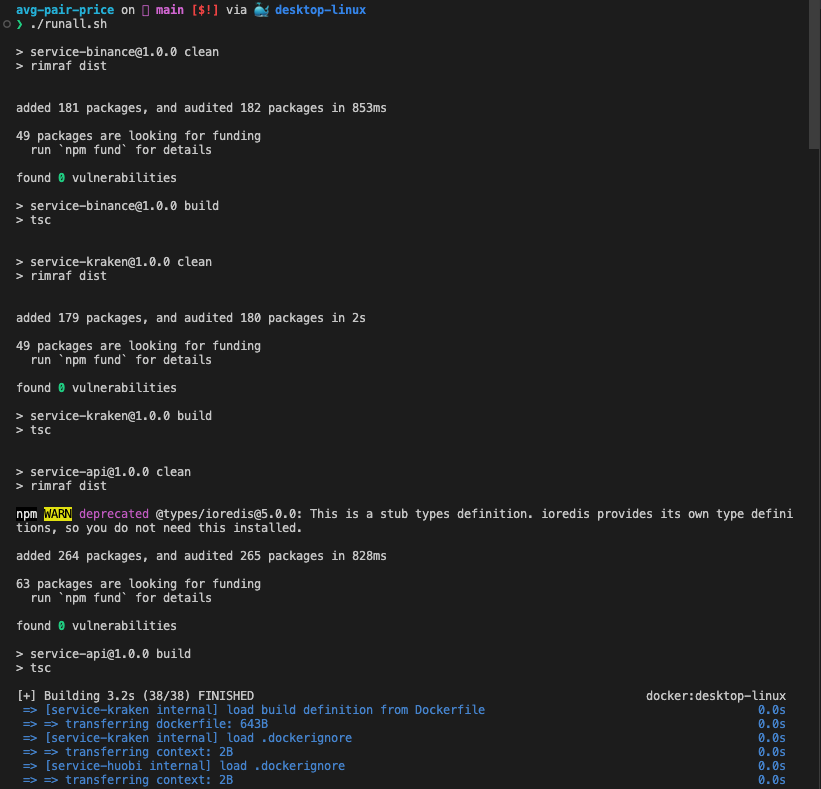 avg-pair-price on main [$!] via 🐳 desktop-linux
❯ ./runall.sh
> service-binance@1.0.0 clean
> rimraf dist
added 181 packages, and audited 182 packages in 853ms
49 packages are looking for funding
run `npm fund` for details
found 0 vulnerabilities
> service-binance@1.0.0 build
> tsc
> service-kraken@1.0.0 clean
> rimraf dist
added 179 packages, and audited 180 packages in 2s
49 packages are looking for funding
run `npm fund` for details
found 0 vulnerabilities
> service-kraken@1.0.0 build
> tsc
> service-api@1.0.0 clean
> rimraf dist
npm WARN deprecated @types/ioredis@5.0.0: This is a stub types definition. ioredis provides its own type defini
tions, so you do not need this installed.
added 264 packages, and audited 265 packages in 828ms
63 packages are looking for funding
run `npm fund` for details
found 0 vulnerabilities
> service-api@1.0.0 build
> tsc
[+] Building 3.2s (38/38) FINISHED docker:desktop-linux
=> [service-kraken internal] load build definition from Dockerfile 0.0s
=> => transferring dockerfile: 643B 0.0s
=> [service-kraken internal] load .dockerignore 0.0s
=> => transferring context: 2B 0.0s
=> [service-huobi internal] load .dockerignore 0.0s
=> => transferring context: 2B 0.0s